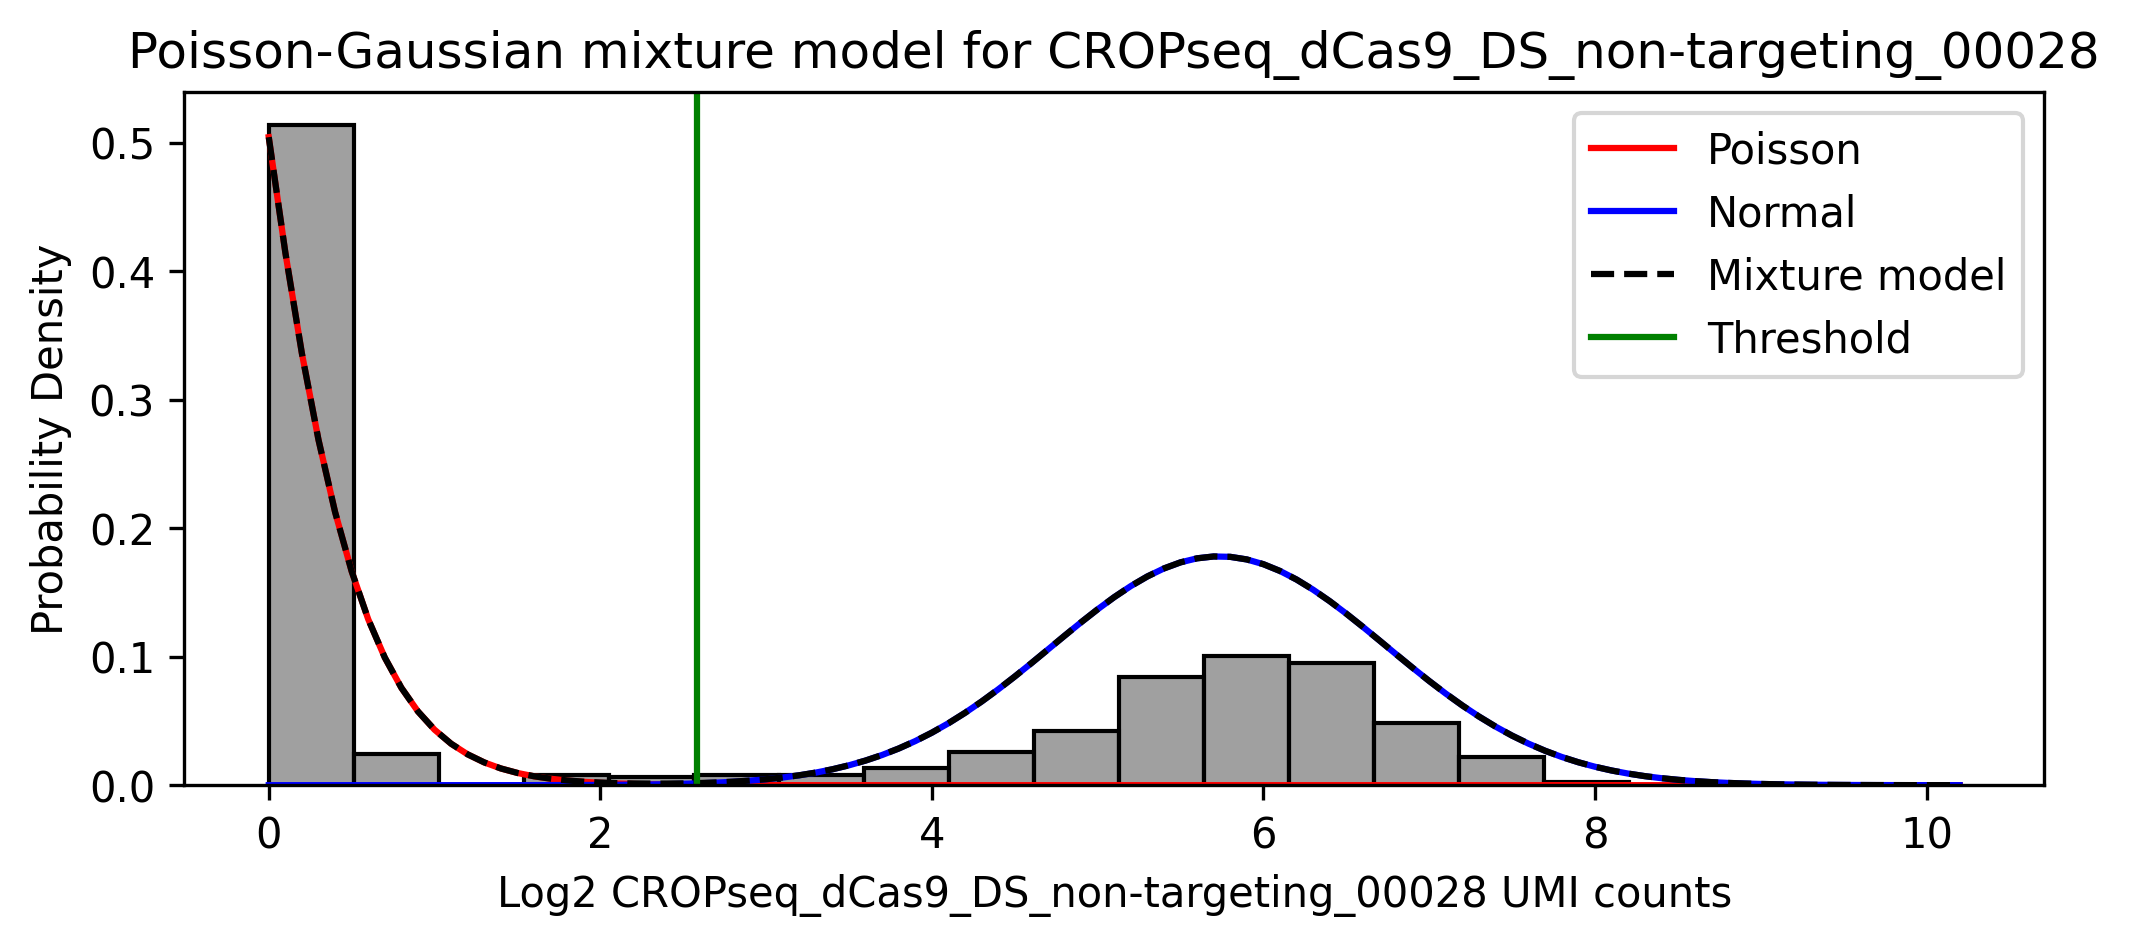 Poisson-Gaussian mixture model for CROPseq_dCas9_DS_non-targeting_00028
Poisson
Normal
Mixture model
Threshold
Probability Density
0.5
0.4
0.3
0.2
0.1
0.0
0 2 4 6 8 10
Log2 CROPseq_dCas9_DS_non-targeting_00028 UMI counts